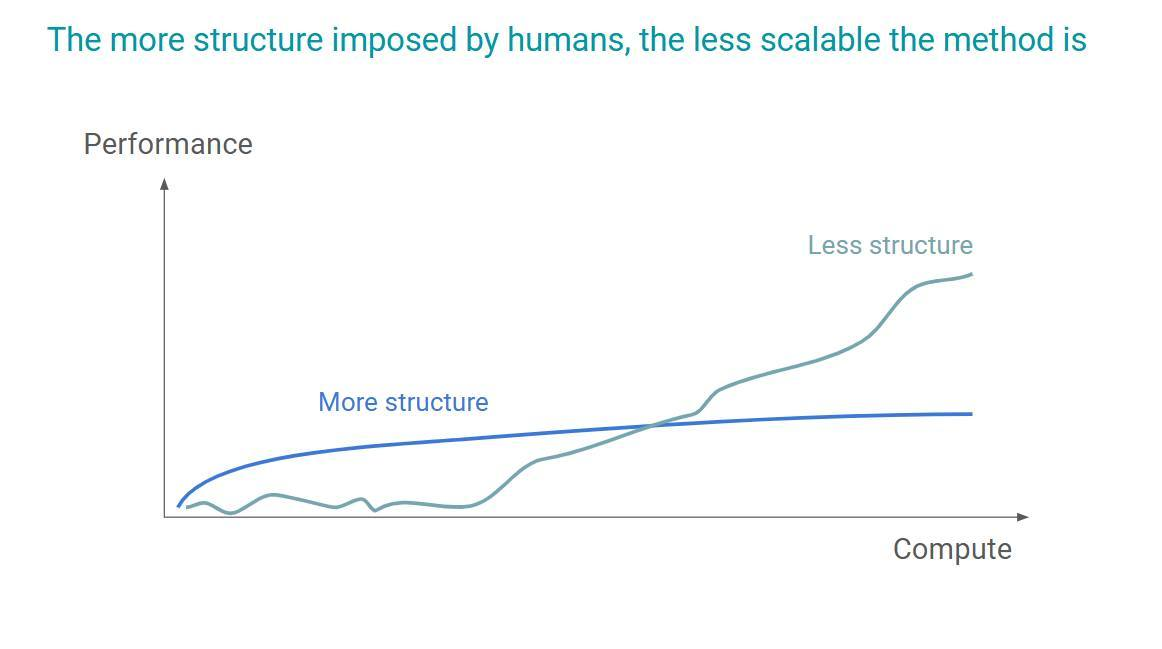 The more structure imposed by humans, the less scalable the method is
Performance
Less structure
More structure
Compute